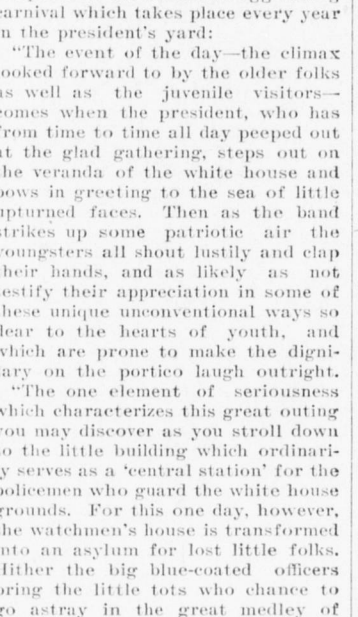 carnival which takes place every year
in the president's yard:
"The event of the day—the climax
looked forward to by the older folks
as well as the juvenile visitors—
comes when the president, who has
from time to time all day peeped out
at the glad gathering, steps out on
the veranda of the white house and
bows in greeting to the sea of little
upturned faces. Then as the band
strikes up some patriotic air the
youngsters all shout lustily and clap
their hands, and as likely as not
testify their appreciation in some of
these unique unconventional ways so
dear to the hearts of youth, and
which are prone to make the digni-
tary on the portico laugh outright.
"The one element of seriousness
which characterizes this great outing
you may discover as you stroll down
to the little building which ordinari-
ly serves as a 'central station' for the
policemen who guard the white house
grounds. For this one day, however,
the watchmen's house is transformed
into an asylum for lost little folks.
Hither the big blue-coated officers
bring the little tots who chance to
go astray in the great medley of